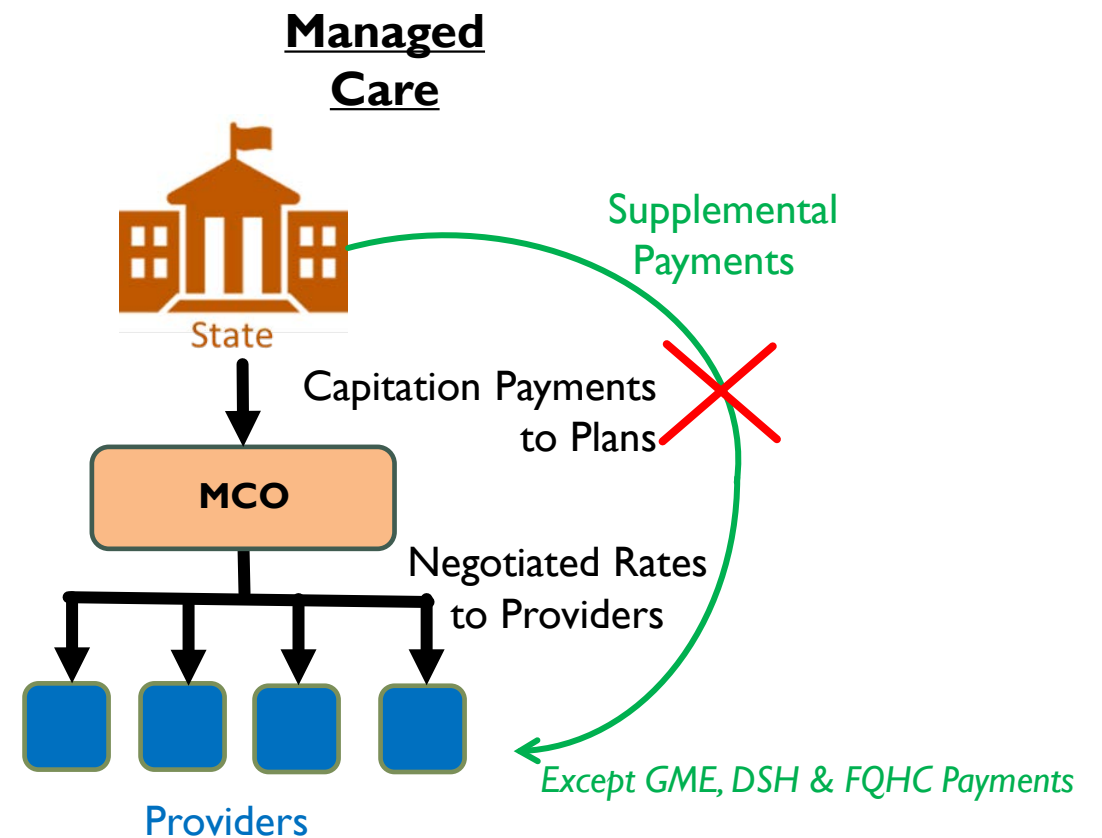 Managed
Care
Supplemental
Payments
State
Capitation Payments
to Plans
MCO
Negotiated Rates
to Providers
Except GME, DSH & FQHC Payments
Providers